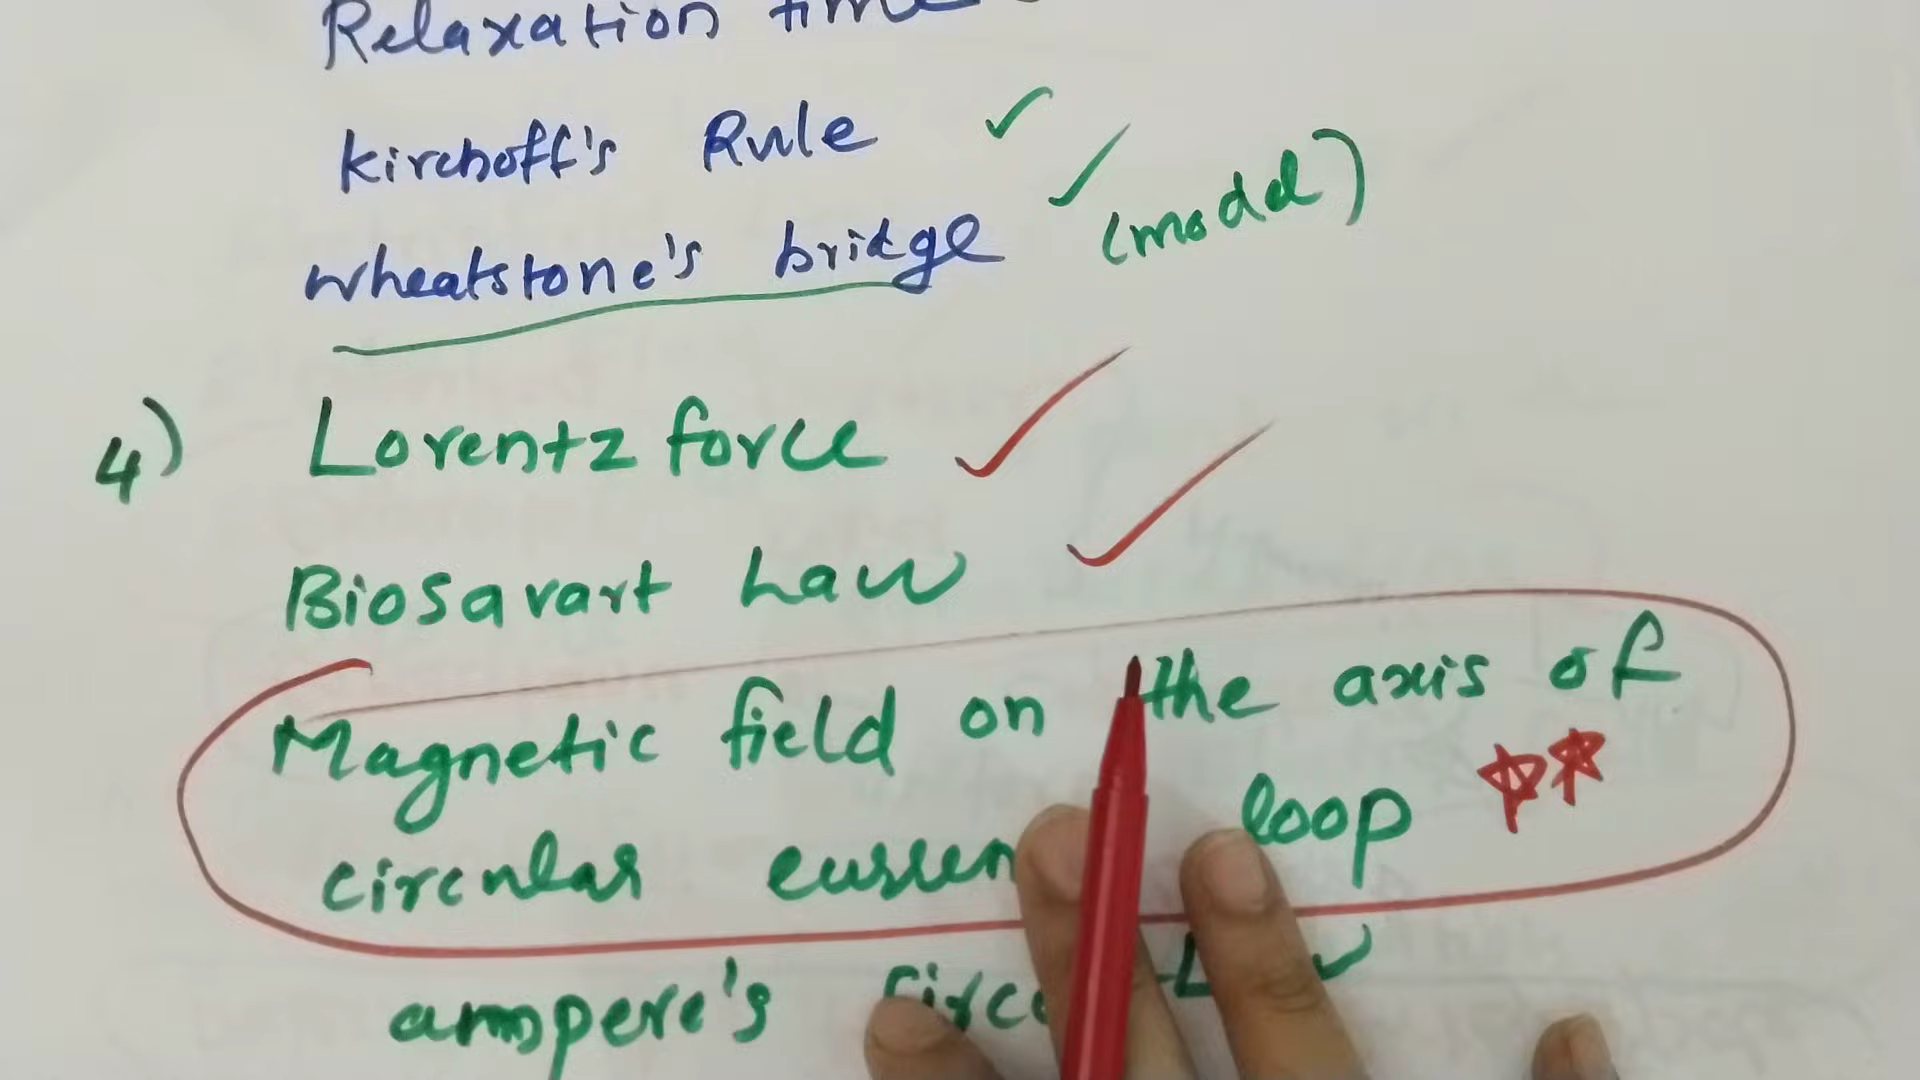 Relaxation time
Kirchoff's Rule ✓
Wheatstone's bridge ✓ (model)
4) Lorentz force ✓
Biosavart Law ✓
Magnetic field on the axis of
circular loop
ampere's